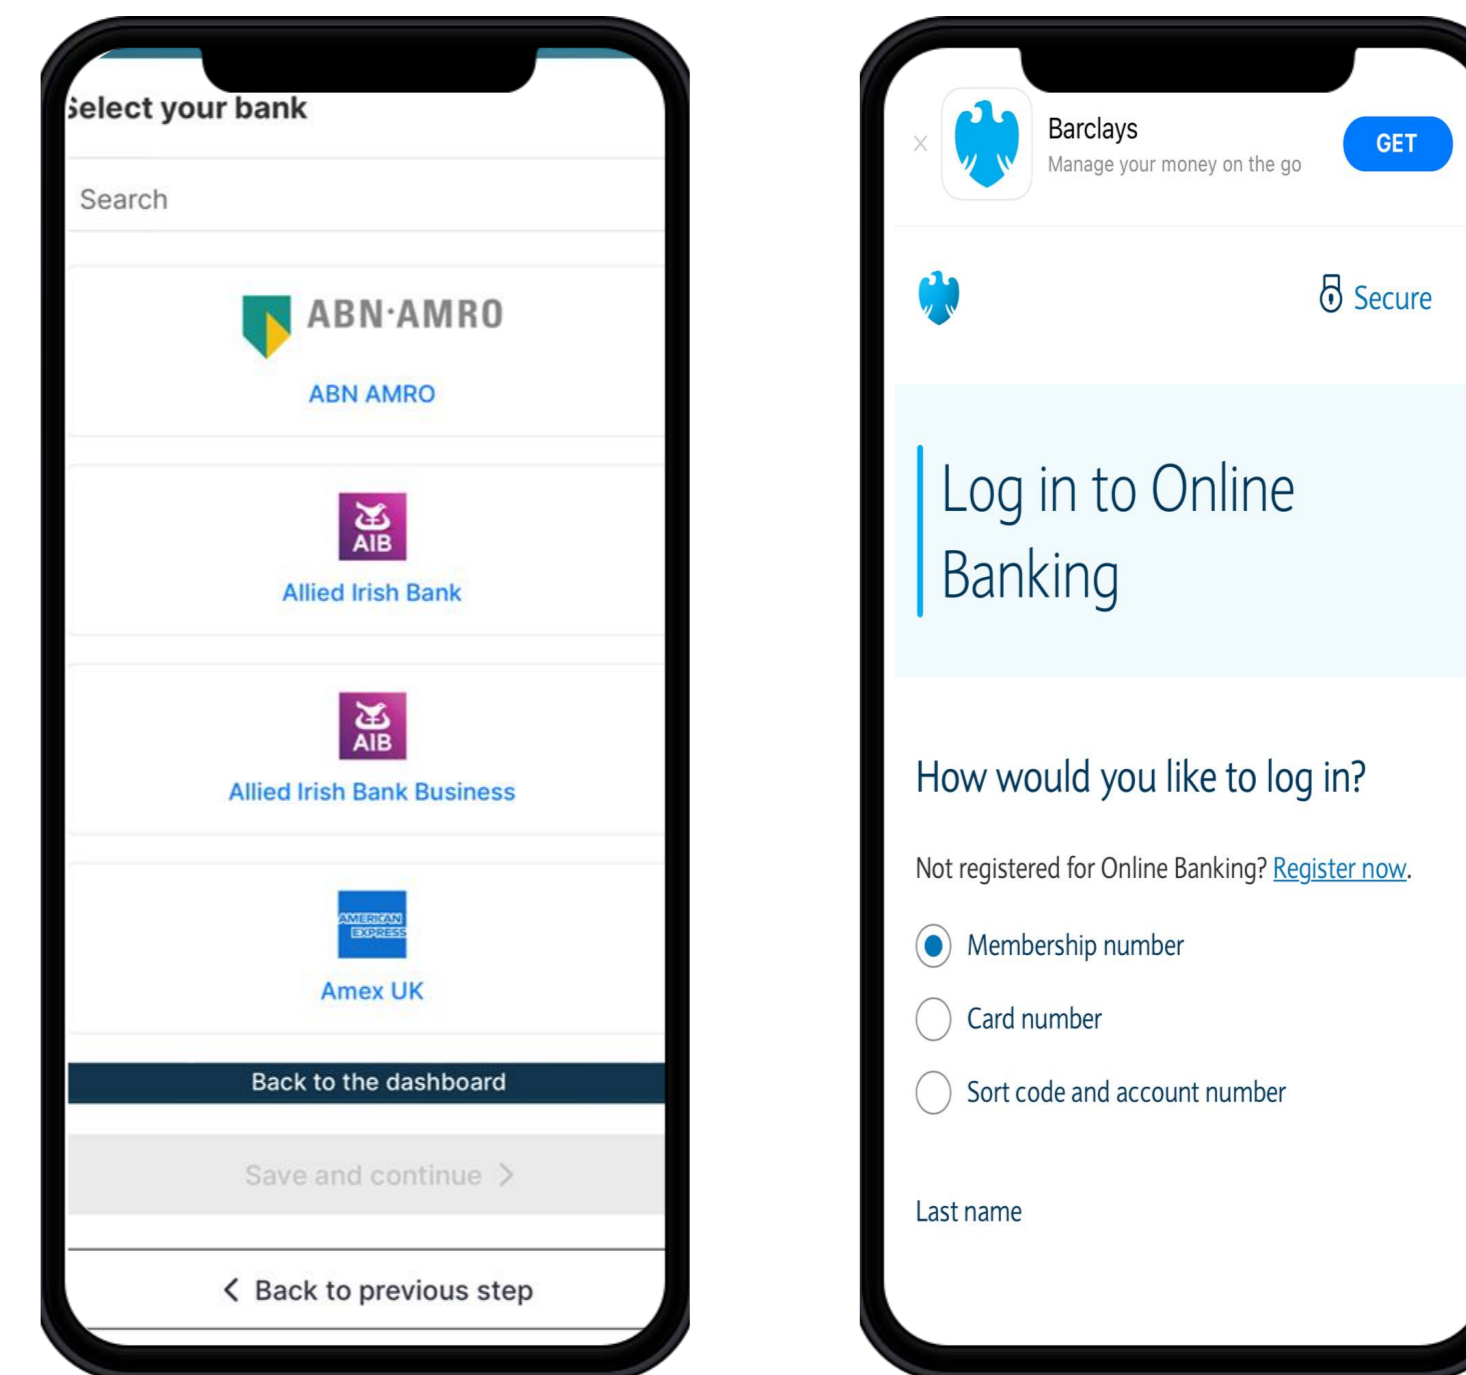 Select your bank
Search
ABN·AMRO
ABN AMRO
AIB
Allied Irish Bank
AIB
Allied Irish Bank Business
AMERICAN
EXPRESS
Amex UK
Back to the dashboard
Save and continue >
< Back to previous step
Barclays
Manage your money on the go
GET
Secure
Log in to Online
Banking
How would you like to log in?
Not registered for Online Banking? Register now.
Membership number
Card number
Sort code and account number
Last name